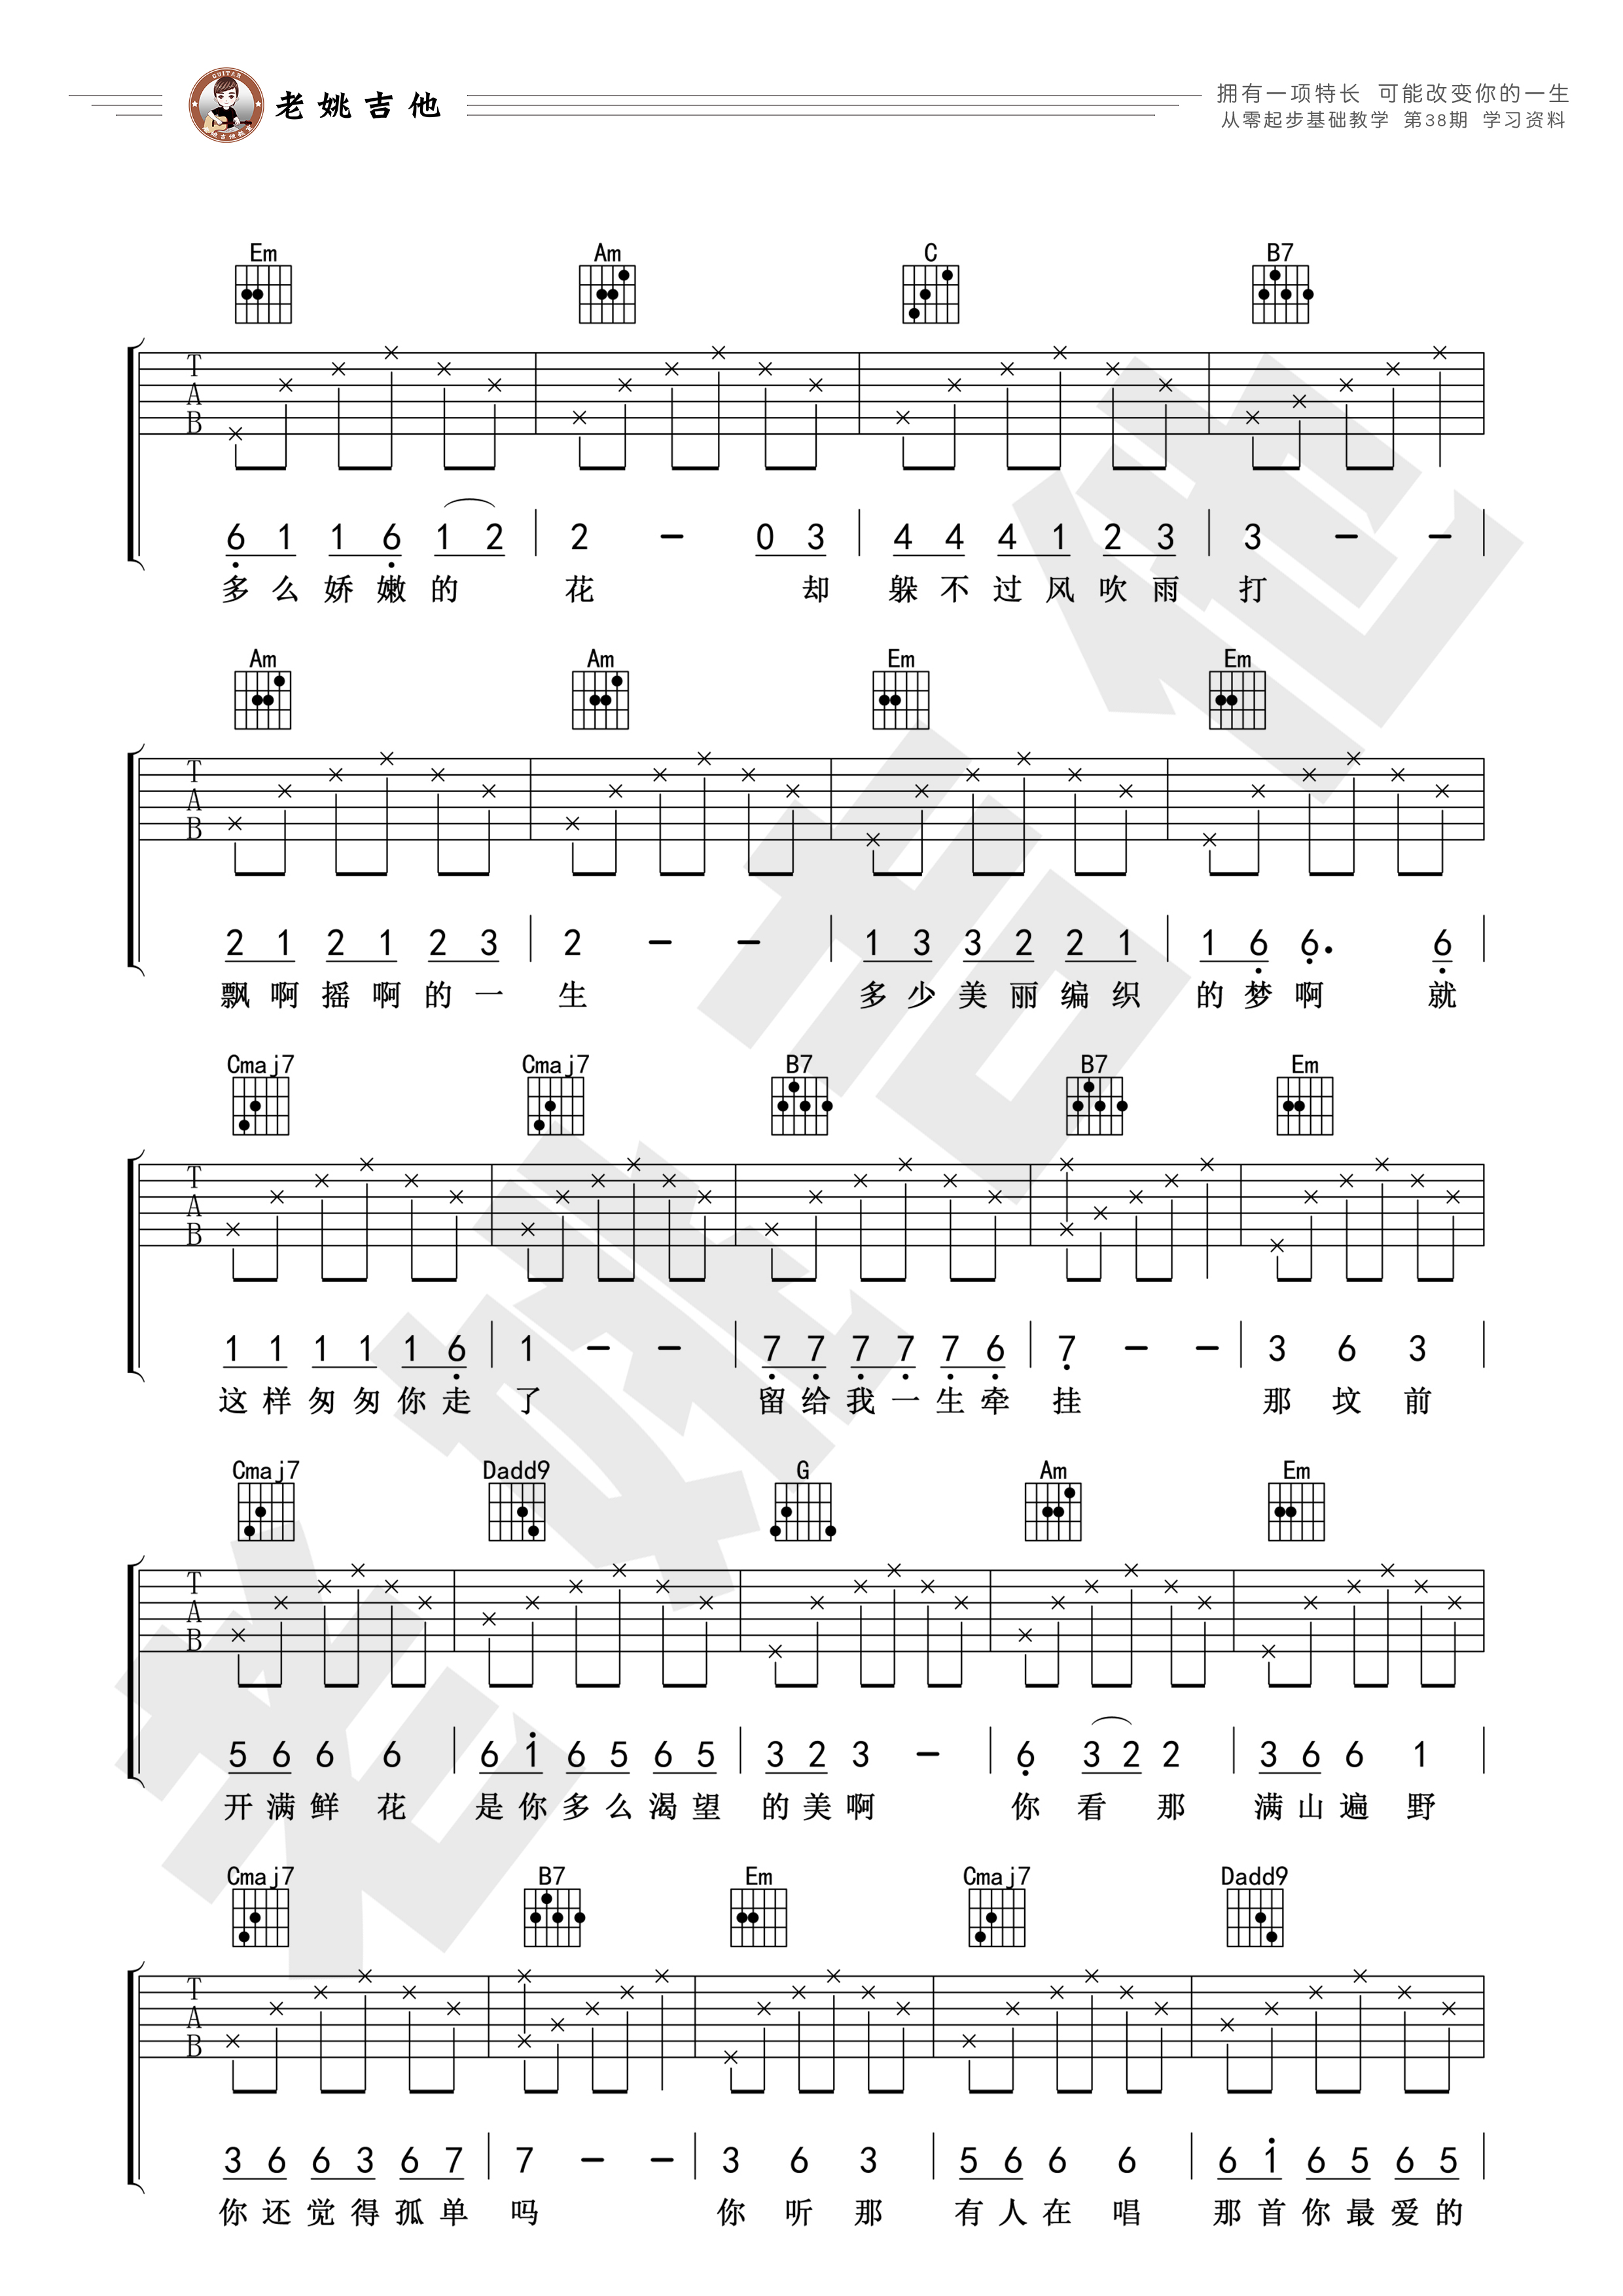 GUITAR
老姚吉他
老姚吉他教室
拥有一项特长 可能改变你的一生
从零起步基础教学 第38期 学习资料
Em Am C B7
T
A
B
6 1 1 6 1 2 | 2 - 0 3 | 4 4 4 1 2 3 | 3 - - |
多么娇嫩的 花 却 躲不过风吹雨 打
Am Am Em Em
T
A
B
2 1 2 1 2 3 | 2 - - | 1 3 3 2 2 1 | 1 6 6. 6 |
飘啊摇啊的一 生 多少美丽编织 的梦啊 就
Cmaj7 Cmaj7 B7 B7 Em
T
A
B
1 1 1 1 1 6 | 1 - - | 7 7 7 7 7 6 | 7 - - | 3 6 3 |
这样匆匆你走 了 留给我一生牵 挂 那坟前
Cmaj7 Dadd9 G Am Em
T
A
B
5 6 6 6 | 6 1 6 5 6 5 | 3 2 3 - | 6 3 2 2 | 3 6 6 1 |
开满鲜花 是你多么渴望 的美啊 你看那 满山遍野
Cmaj7 B7 Em Cmaj7 Dadd9
T
A
B
3 6 6 3 6 7 | 7 - - | 3 6 3 | 5 6 6 6 | 6 1 6 5 6 5 |
你还觉得孤单 吗 你听那 有人在唱 那首你最爱的
老姚吉他